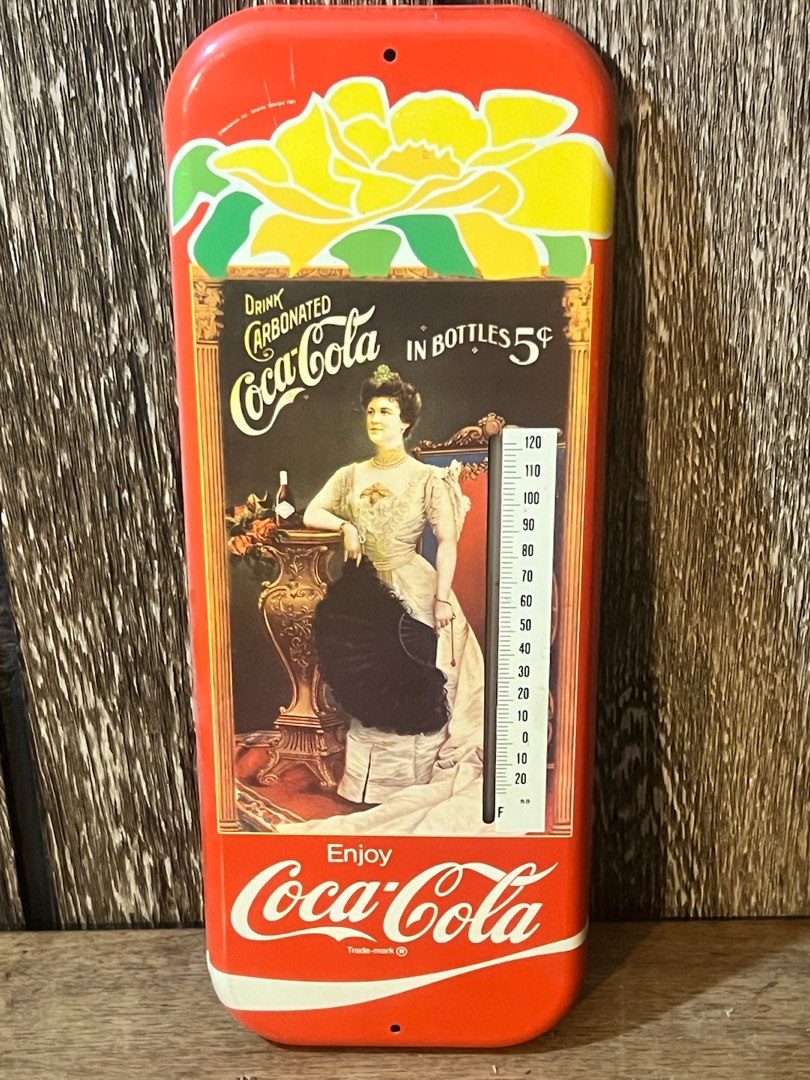 DRINK
CARBONATED
Coca-Cola
IN BOTTLES 5¢
120
110
100
90
80
70
60
50
40
30
20
10
0
10
20
F
Enjoy
Coca-Cola
Trade-mark ®